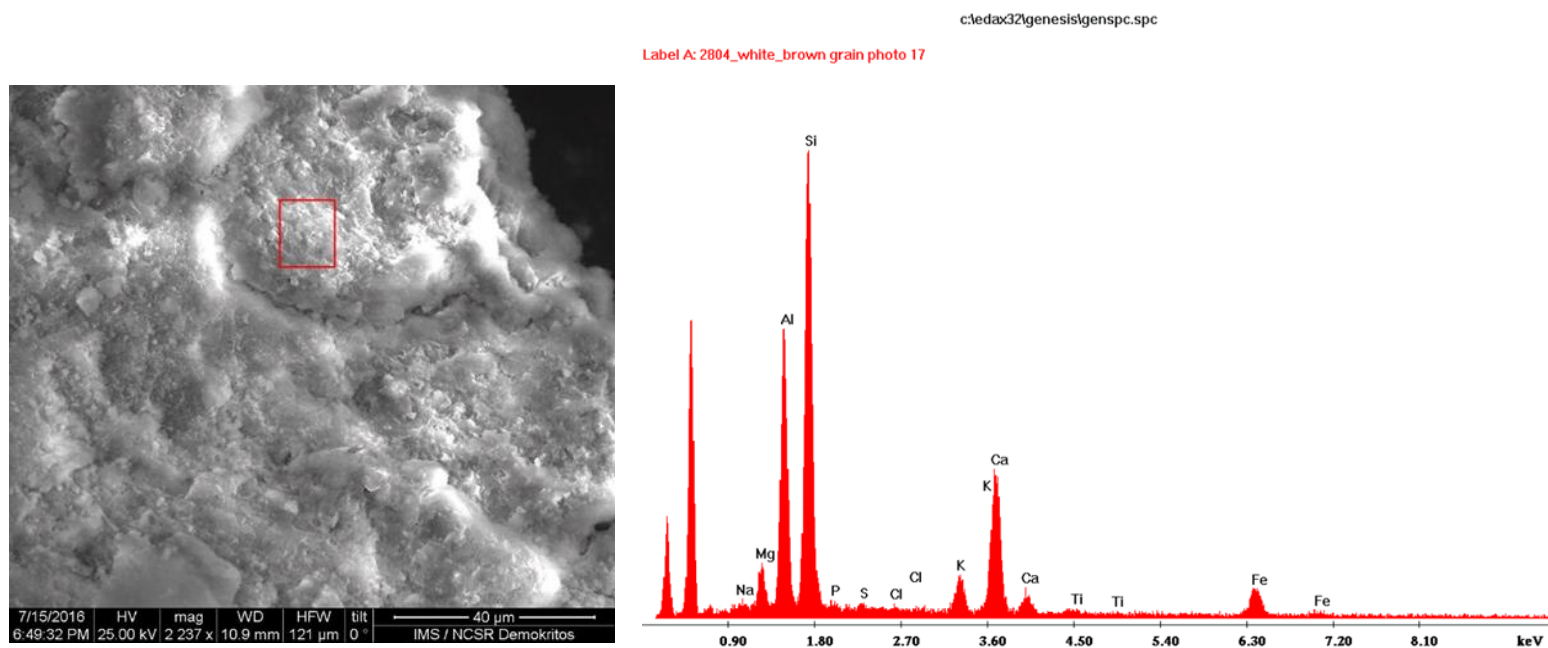 c:\edax32\genesis\genspc.spc
Label A: 2804_white_brown grain photo 17
Si
Al
Ca
K
Mg
Na
P
S
Cl
Cl
K
Ca
Ti
Ti
Fe
Fe
0.90 1.80 2.70 3.60 4.50 5.40 6.30 7.20 8.10 keV
7/15/2016 HV mag WD HFW tilt 40 µm
6:49:32 PM 25.00 kV 2 237 x 10.9 mm 121 µm 0 ° IMS / NCSR Demokritos